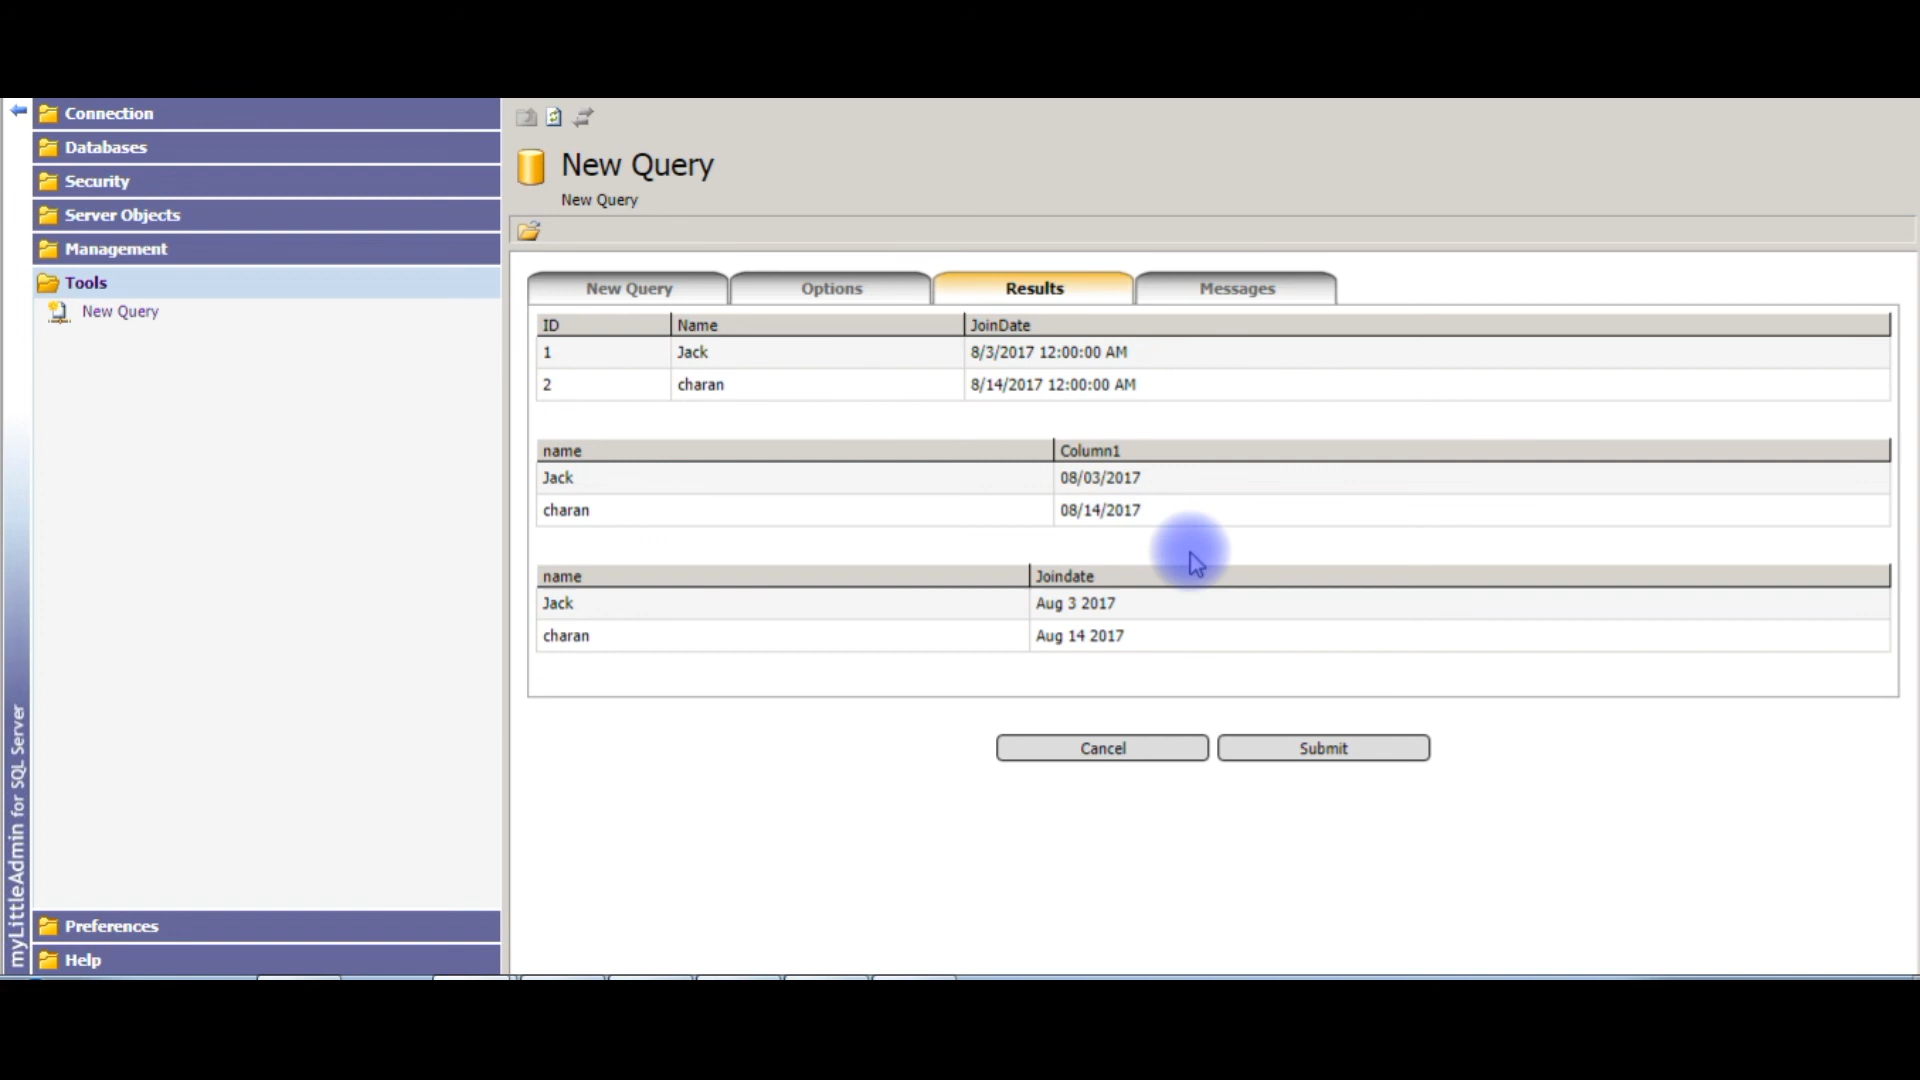 Connection
Databases
Security
Server Objects
Management
Tools
New Query
Preferences
Help
myLittleAdmin for SQL Server
New Query
New Query
New Query Options Results Messages
ID Name JoinDate
1 Jack 8/3/2017 12:00:00 AM
2 charan 8/14/2017 12:00:00 AM
name Column1
Jack 08/03/2017
charan 08/14/2017
name Joindate
Jack Aug 3 2017
charan Aug 14 2017
Cancel Submit